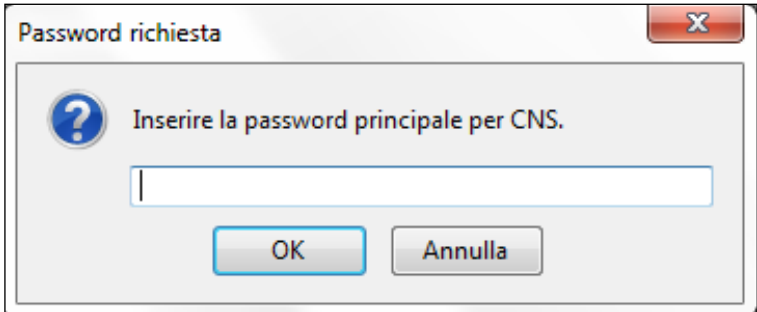 Password richiesta
Inserire la password principale per CNS.
OK
Annulla